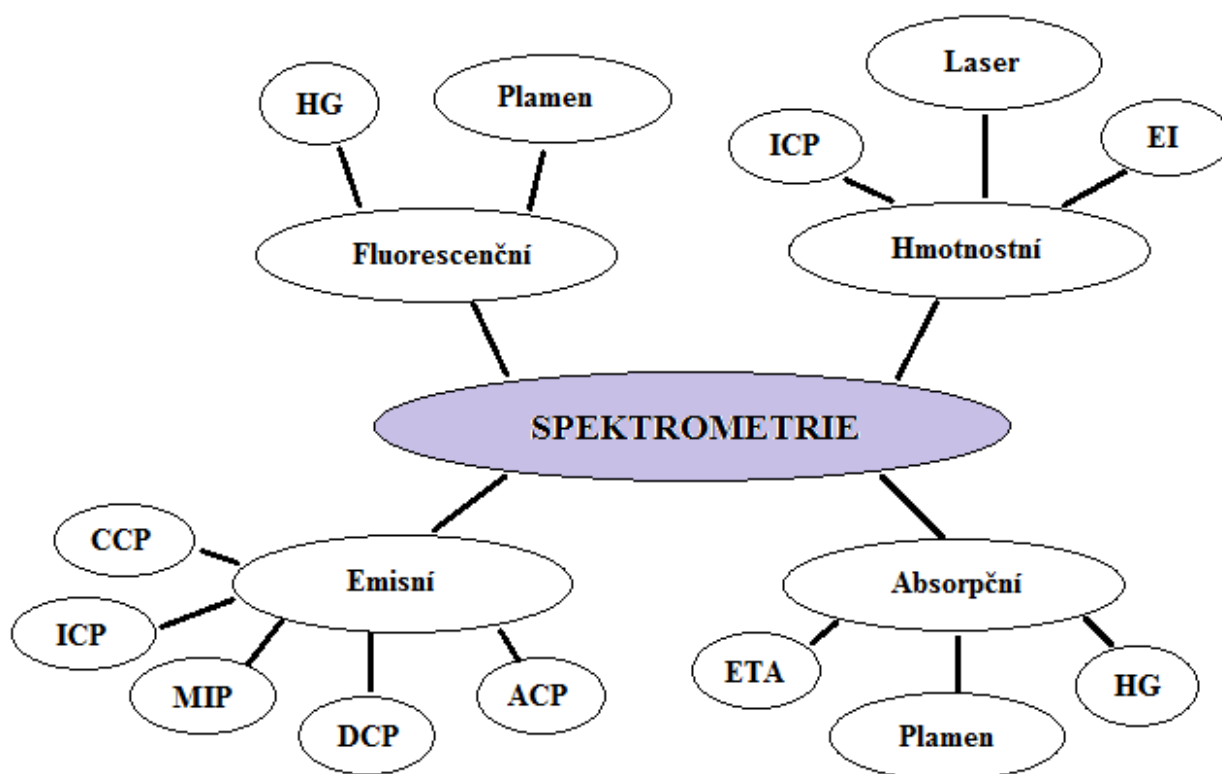 Laser
HG
Plamen
ICP
EI
Fluorescenční
Hmotnostní
SPEKTROMETRIE
CCP
Emisní
Absorpční
ICP
MIP
DCP
ACP
ETA
Plamen
HG